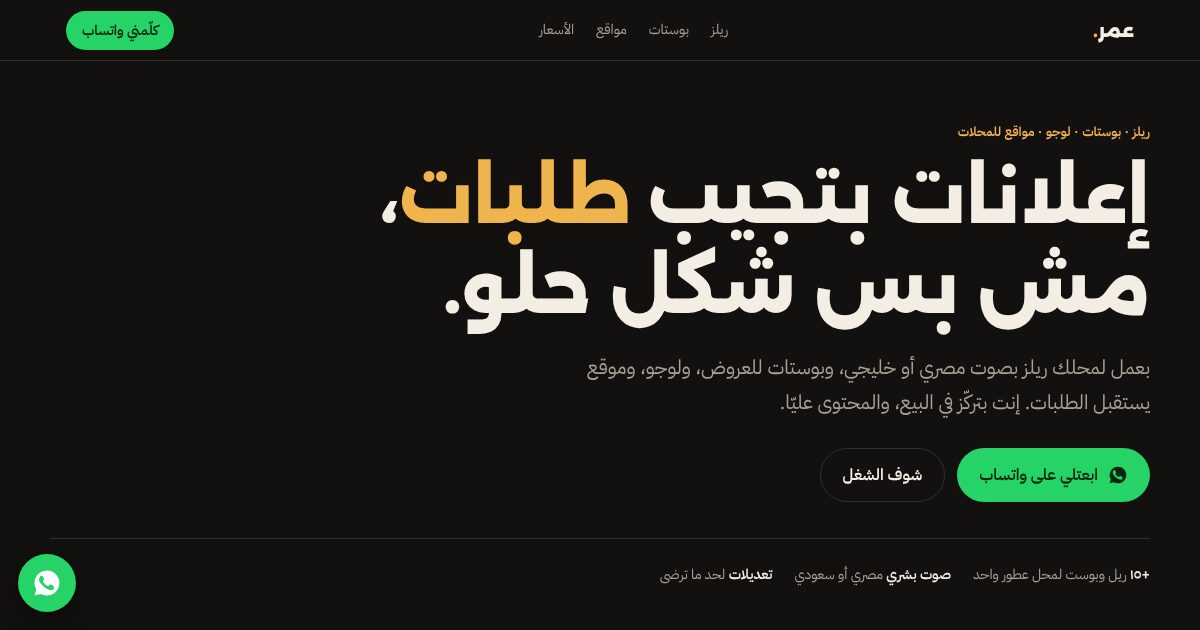 عمر.
ريلز
بوستات
مواقع
الأسعار
كلّمني واتساب
ريلز · بوستات · لوجو · مواقع للمحلات
إعلانات بتجيب طلبات،
مش بس شكل حلو.
بعمل لمحلك ريلز بصوت مصري أو خليجي، وبوستات للعروض، ولوجو، وموقع
يستقبل الطلبات. إنت بتركّز في البيع، والمحتوى عليّا.
ابعتلي على واتساب
شوف الشغل
+١٥ ريل وبوست لمحل عطور واحد
صوت بشري مصري أو سعودي
تعديلات لحد ما ترضى